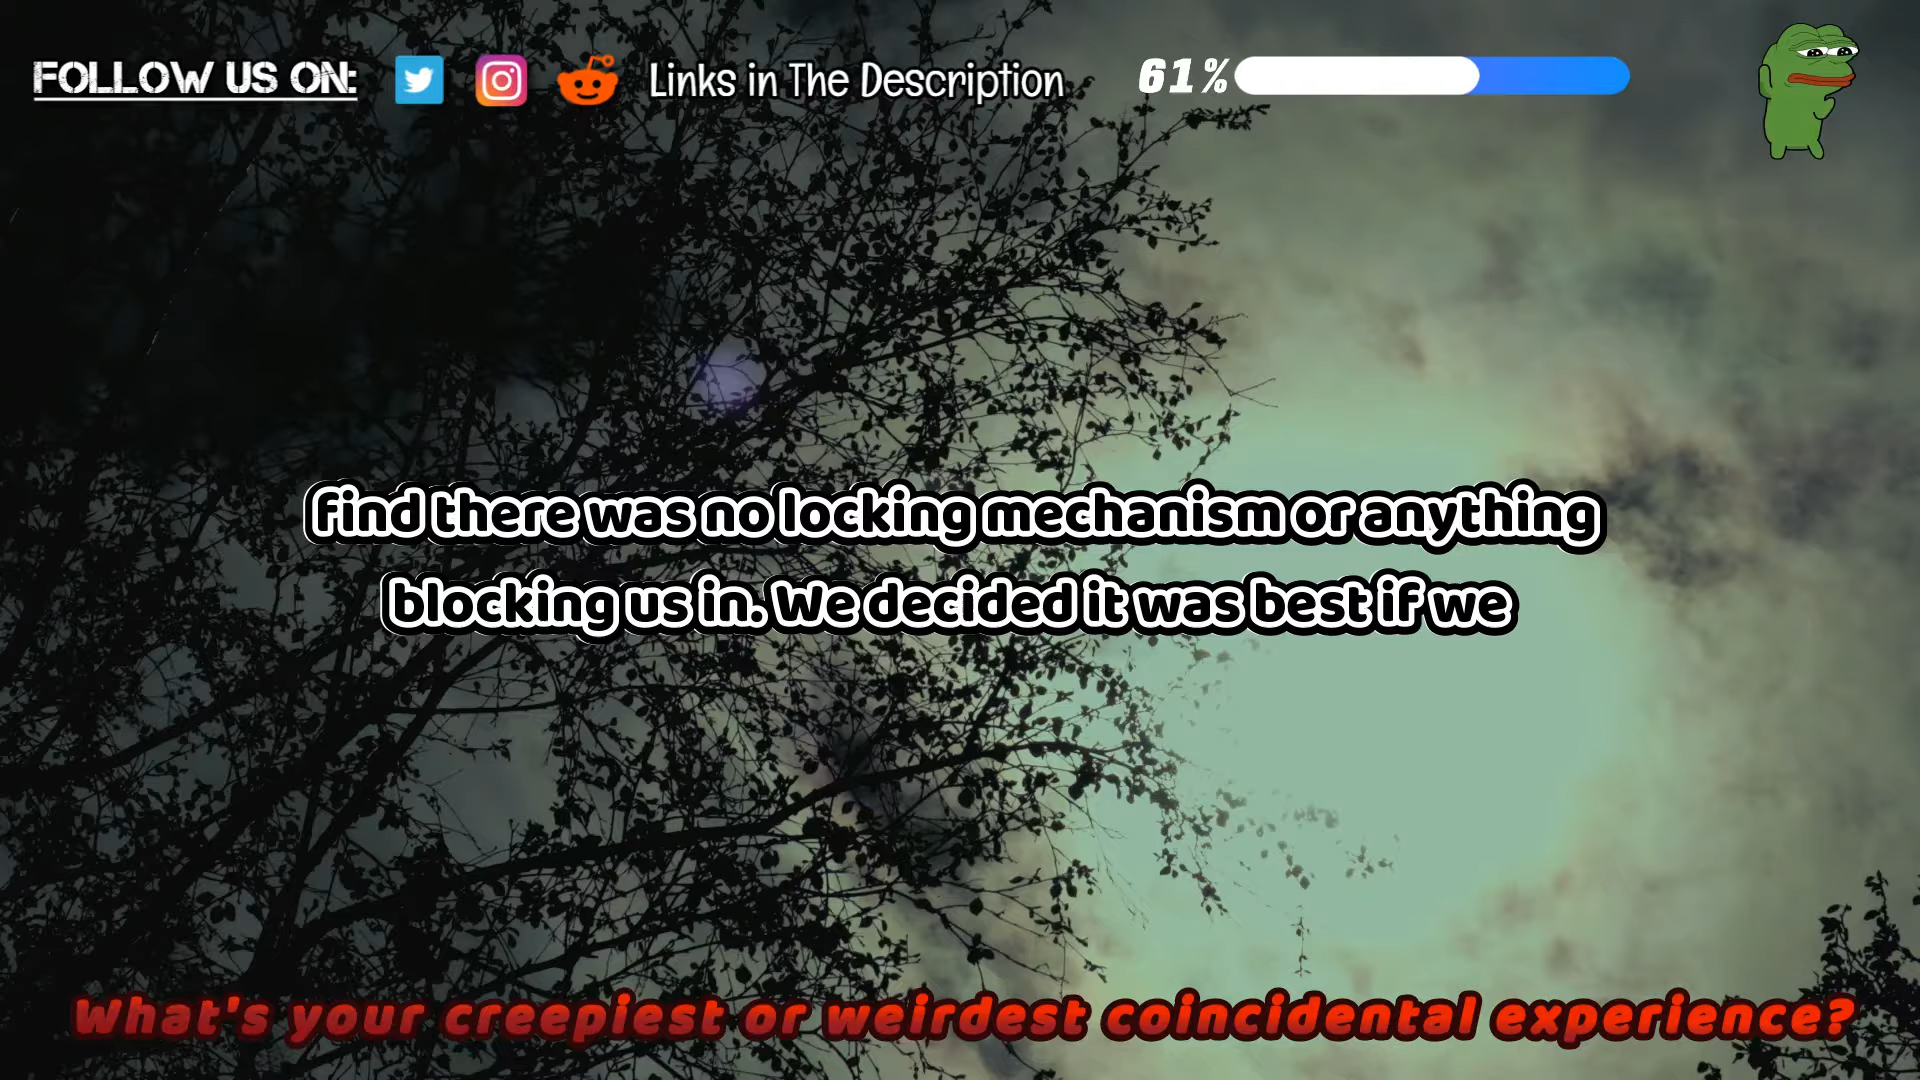 FOLLOW US ON: Links in The Description 61%
find there was no locking mechanism or anything
blocking us in. We decided it was best if we
What's your creepiest or weirdest coincidental experience?